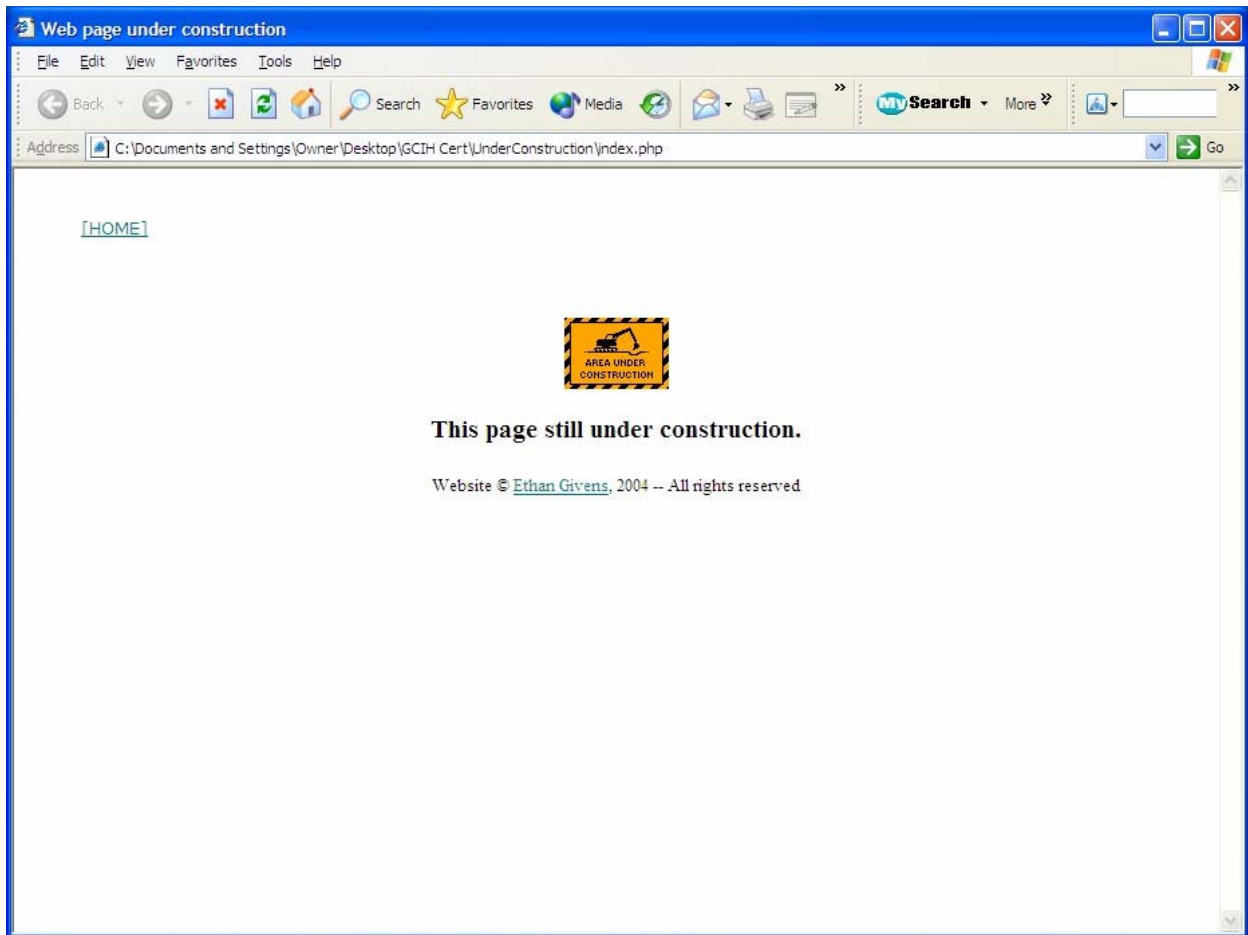 Web page under construction
File Edit View Favorites Tools Help
Back Search Favorites Media » MySearch More » »
Address C:\Documents and Settings\Owner\Desktop\GCIH Cert\UnderConstruction\index.php Go
[HOME]
AREA UNDER
CONSTRUCTION
This page still under construction.
Website © Ethan Givens, 2004 -- All rights reserved